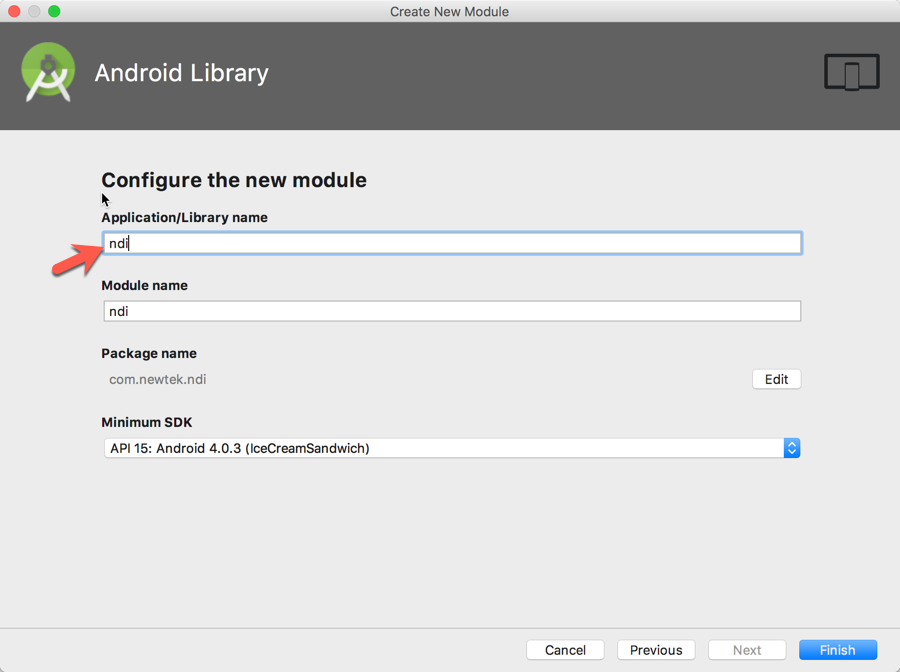 Create New Module
Android Library
Configure the new module
Application/Library name
ndi
Module name
ndi
Package name
com.newtek.ndi
Edit
Minimum SDK
API 15: Android 4.0.3 (IceCreamSandwich)
Cancel
Previous
Next
Finish